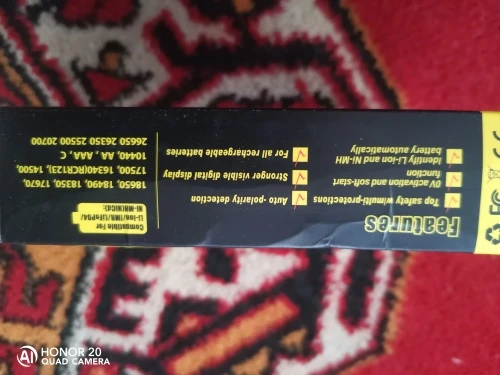 Features
Top safety w/multi-protections
0V activation and soft-start
function
Identify Li-ion and Ni-MH
battery automatically
Auto-polarity detection
Stronger visible digital display
For all rechargeable batteries
Compatible For
Li-ion/IMR/LiFePO4/
Ni-MH(NiCd):
18650, 18490, 18350, 17670,
17500, 16340(RCR123), 14500,
10440, AA , AAA, C
26650 26350 25500 20700
HONOR 20
QUAD CAMERA